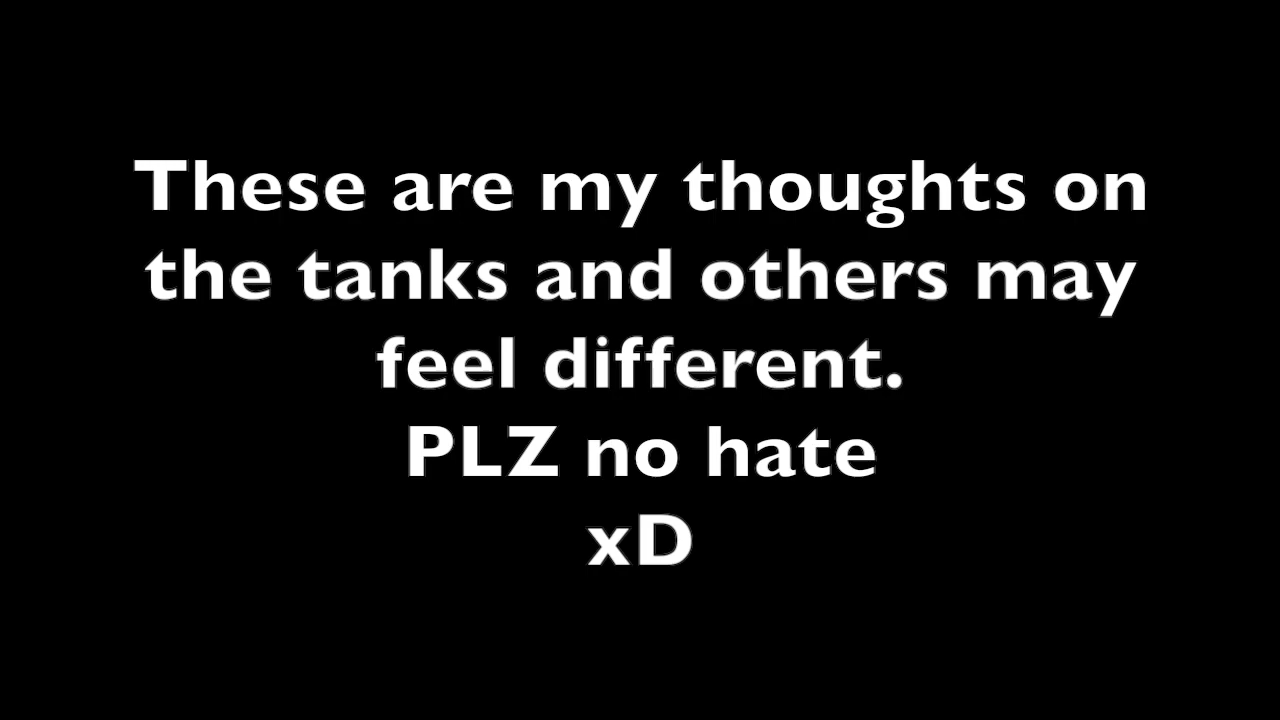 These are my thoughts on
the tanks and others may
feel different.
PLZ no hate
xD